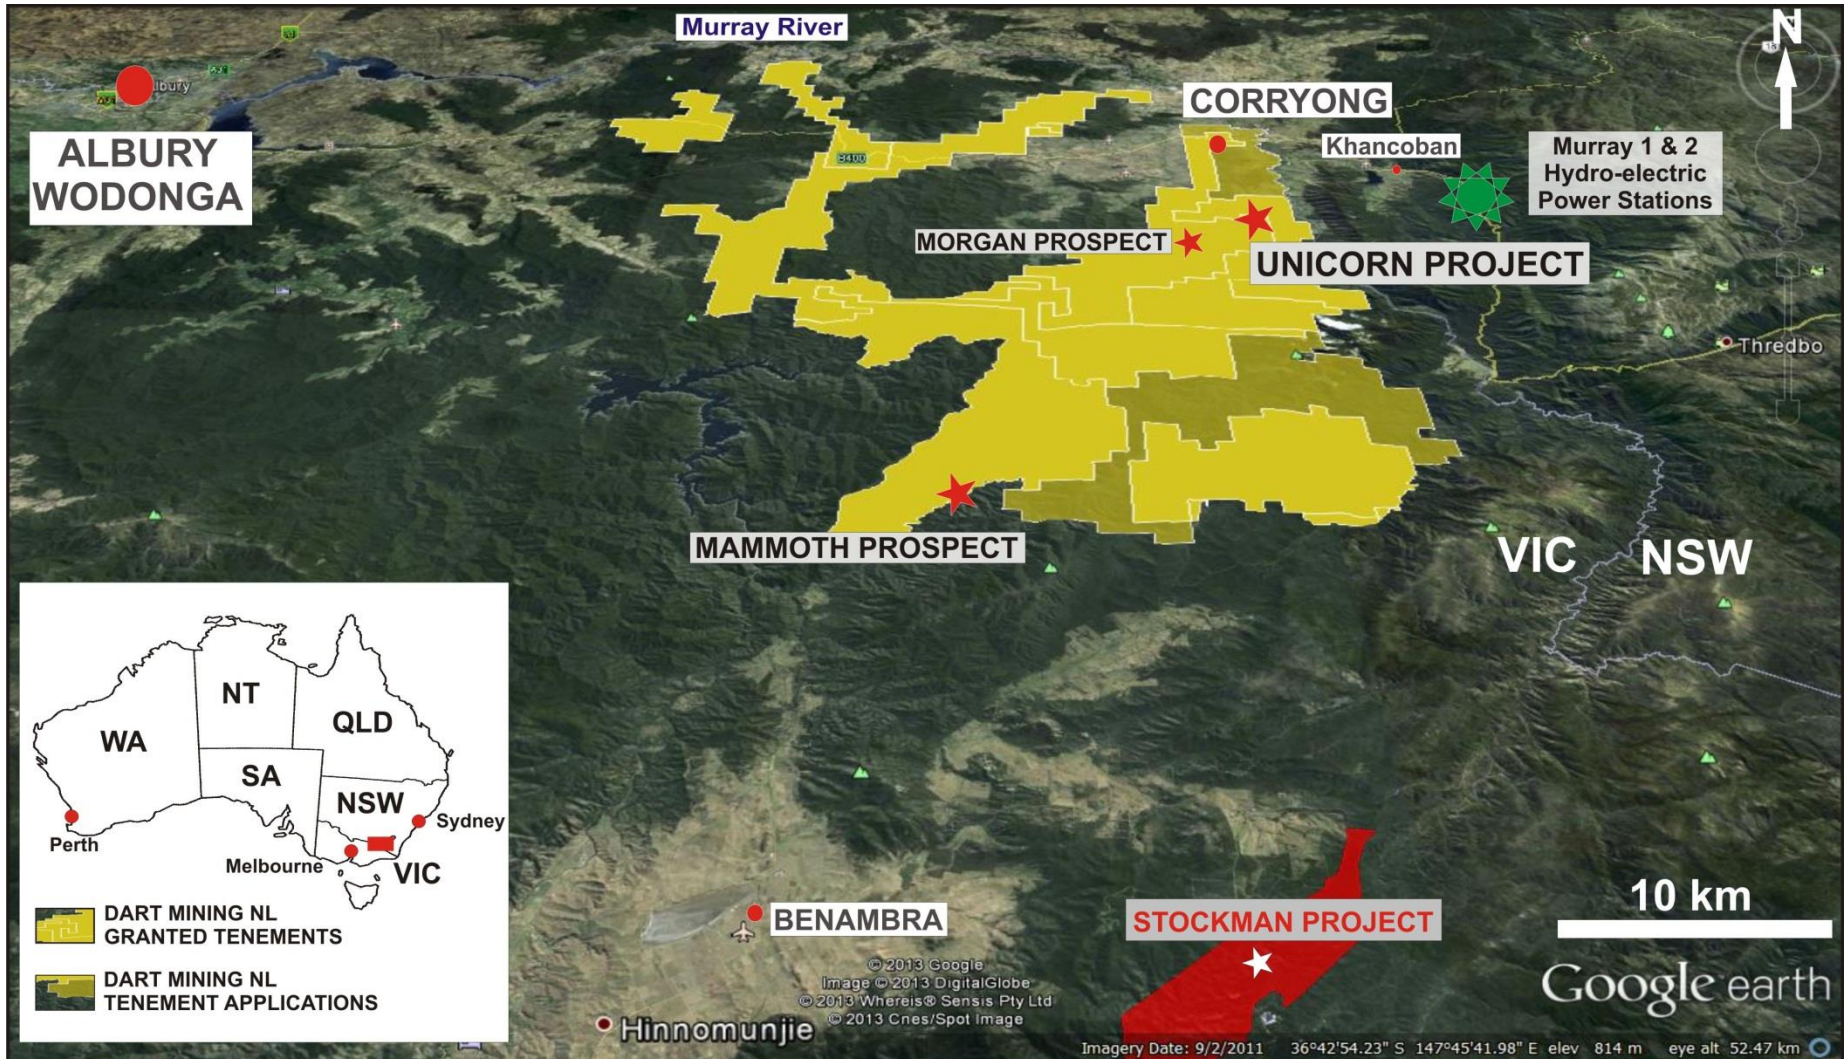 Murray River
N
lbury
ALBURY
WODONGA
CORRYONG
B400
Khancoban
Murray 1 & 2
Hydro-electric
Power Stations
MORGAN PROSPECT
UNICORN PROJECT
Thredbo
MAMMOTH PROSPECT
VIC
NSW
NT
QLD
WA
SA
NSW
Sydney
Perth
Melbourne
VIC
DART MINING NL
GRANTED TENEMENTS
DART MINING NL
TENEMENT APPLICATIONS
BENAMBRA
STOCKMAN PROJECT
10 km
© 2013 Google
Image © 2013 DigitalGlobe
© 2013 Whereis® Sensis Pty Ltd
© 2013 Cnes/Spot Image
Google earth
Hinnomunjie
Imagery Date: 9/2/2011 36°42'54.23" S 147°45'41.98" E elev 814 m eye alt 52.47 km